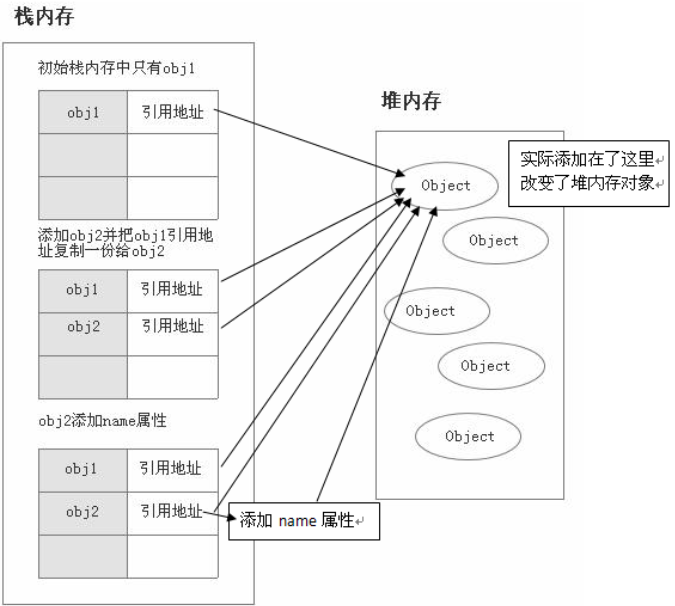 栈内存
初始栈内存中只有obj1
obj1 引用地址
添加obj2并把obj1引用地
址复制一份给obj2
obj1 引用地址
obj2 引用地址
obj2添加name属性
obj1 引用地址
obj2 引用地址
添加 name 属性↵
堆内存
实际添加在了这里↵
改变了堆内存对象↵
Object
Object
Object
Object
Object